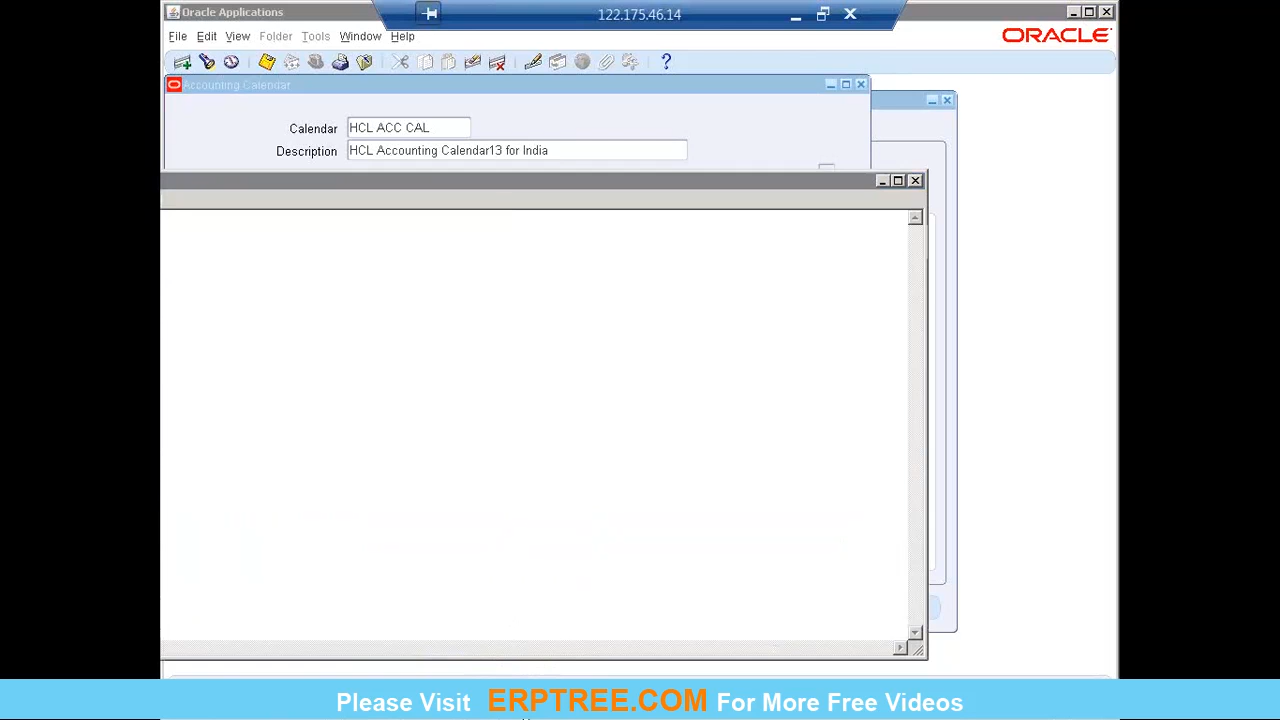 Oracle Applications
122.175.46.14
File Edit View Folder Tools Window Help
ORACLE
Accounting Calendar
Calendar HCL ACC CAL
Description HCL Accounting Calendar13 for India
Please Visit ERPTREE.COM For More Free Videos